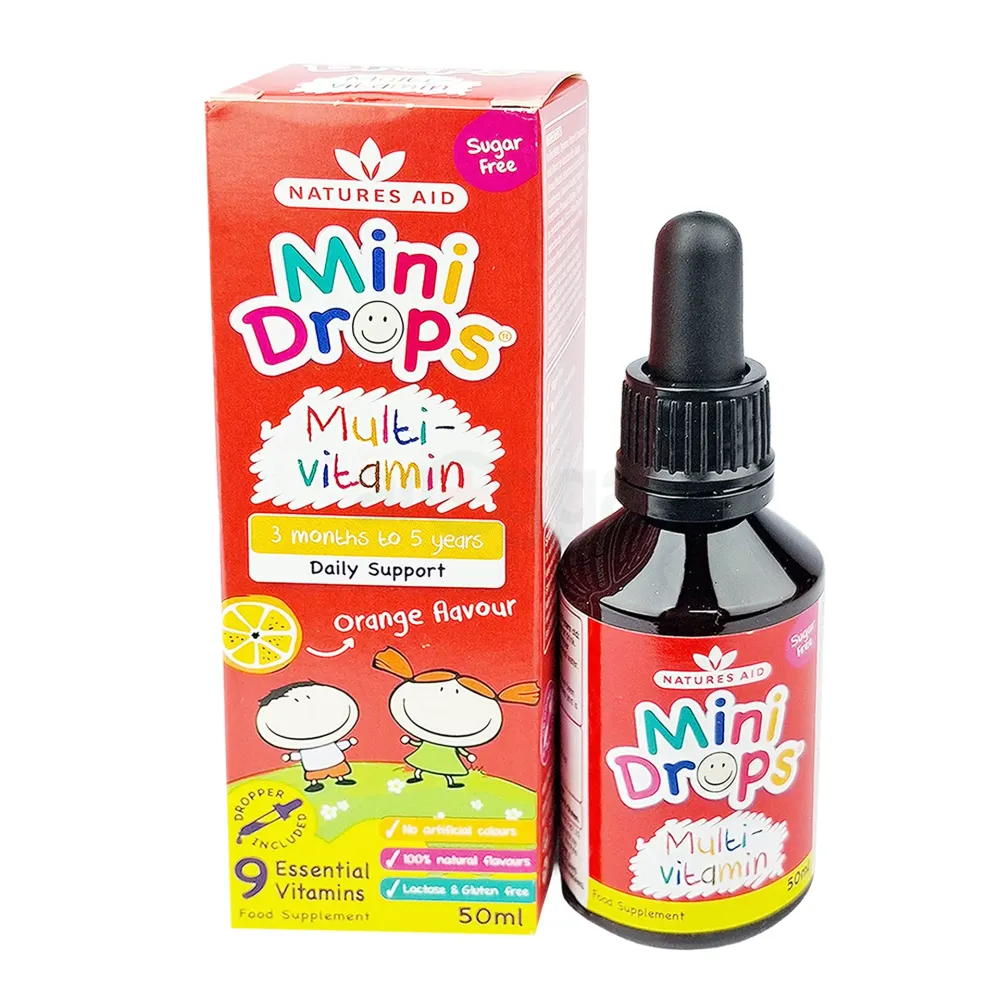 Sugar
Free
NATURES AID
Mini
Drops®
Multi-
vitamin
3 months to 5 years
Daily Support
Orange flavour
DROPPER
INCLUDED
9 Essential
Vitamins
Food Supplement
No artificial colours
100% natural flavours
Lactose & Gluten free
50ml
Sugar
Free
NATURES AID
Mini
Drops
Multi-
vitamin
Food Supplement
50ml